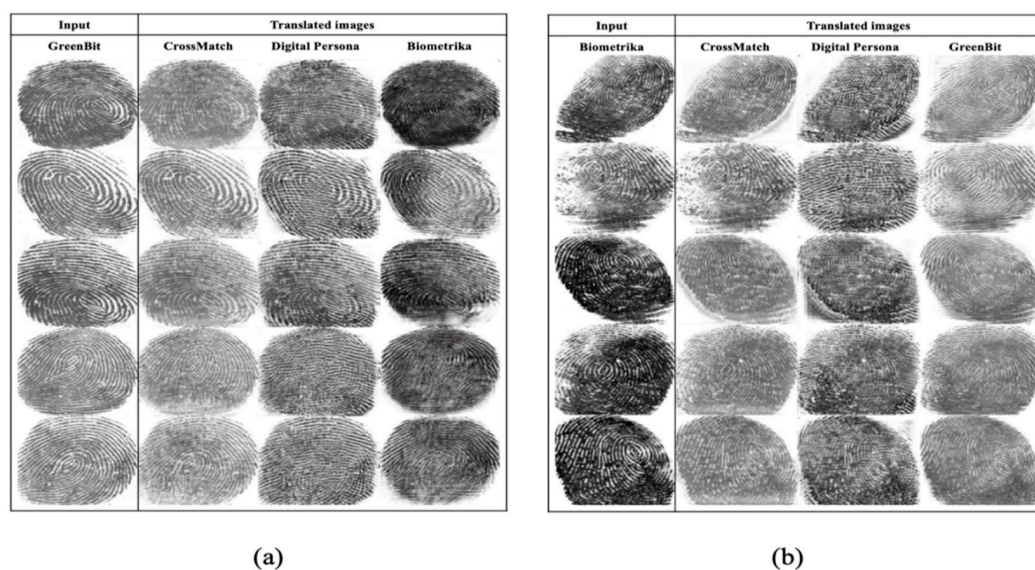 Input Translated images
GreenBit CrossMatch Digital Persona Biometrika
(a)
Input Translated images
Biometrika CrossMatch Digital Persona GreenBit
(b)